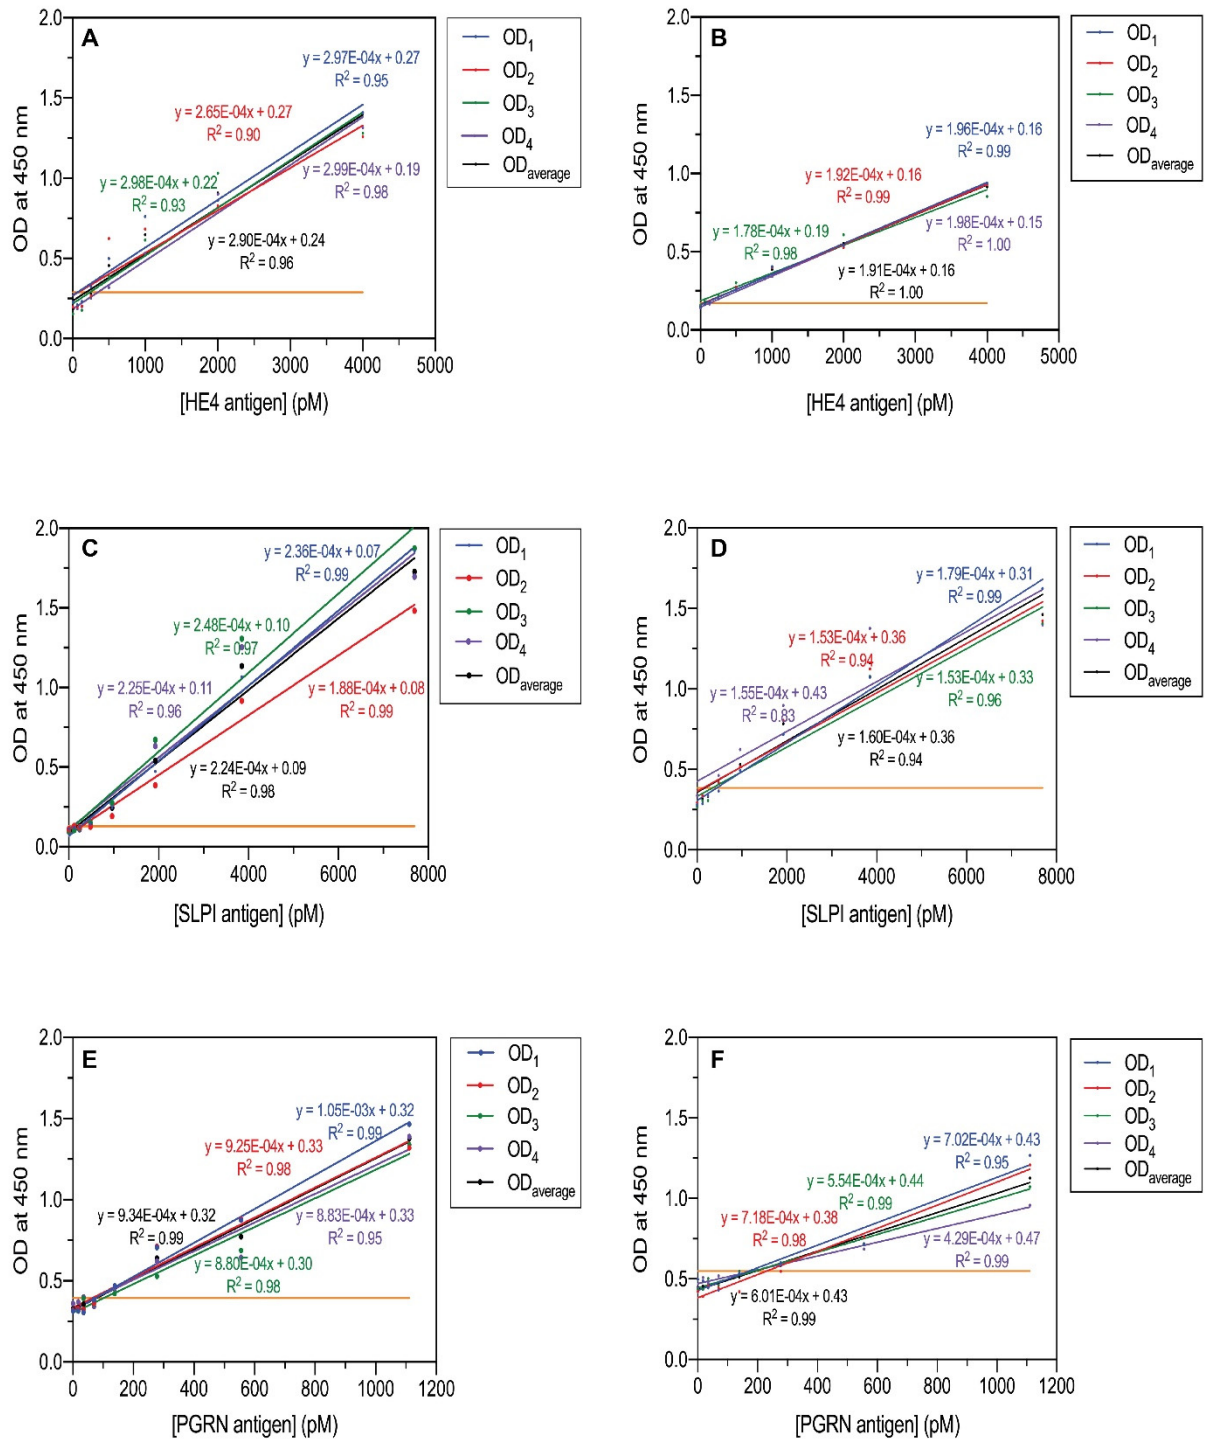 A
OD at 450 nm
2.0
1.5
1.0
0.5
0.0
0 1000 2000 3000 4000 5000
[HE4 antigen] (pM)
y = 2.97E-04x + 0.27
R2 = 0.95
y = 2.65E-04x + 0.27
R2 = 0.90
y = 2.98E-04x + 0.22
R2 = 0.93
y = 2.99E-04x + 0.19
R2 = 0.98
y = 2.90E-04x + 0.24
R2 = 0.96
OD1
OD2
OD3
OD4
ODaverage
B
OD at 450 nm
2.0
1.5
1.0
0.5
0.0
0 1000 2000 3000 4000 5000
[HE4 antigen] (pM)
y = 1.96E-04x + 0.16
R2 = 0.99
y = 1.92E-04x + 0.16
R2 = 0.99
y = 1.78E-04x + 0.19
R2 = 0.98
y = 1.98E-04x + 0.15
R2 = 1.00
y = 1.91E-04x + 0.16
R2 = 1.00
OD1
OD2
OD3
OD4
ODaverage
C
OD at 450 nm
2.0
1.5
1.0
0.5
0.0
0 2000 4000 6000 8000
[SLPI antigen] (pM)
y = 2.36E-04x + 0.07
R2 = 0.99
y = 2.48E-04x + 0.10
R2 = 0.97
y = 2.25E-04x + 0.11
R2 = 0.96
y = 1.88E-04x + 0.08
R2 = 0.99
y = 2.24E-04x + 0.09
R2 = 0.98
OD1
OD2
OD3
OD4
ODaverage
D
OD at 450 nm
2.0
1.5
1.0
0.5
0.0
0 2000 4000 6000 8000
[SLPI antigen] (pM)
y = 1.79E-04x + 0.31
R2 = 0.99
y = 1.53E-04x + 0.36
R2 = 0.94
y = 1.55E-04x + 0.43
R2 = 0.83
y = 1.53E-04x + 0.33
R2 = 0.96
y = 1.60E-04x + 0.36
R2 = 0.94
OD1
OD2
OD3
OD4
ODaverage
E
OD at 450 nm
2.0
1.5
1.0
0.5
0.0
0 200 400 600 800 1000 1200
[PGRN antigen] (pM)
y = 1.05E-03x + 0.32
R2 = 0.99
y = 9.25E-04x + 0.33
R2 = 0.98
y = 9.34E-04x + 0.32
R2 = 0.99
y = 8.83E-04x + 0.33
R2 = 0.95
y = 8.80E-04x + 0.30
R2 = 0.98
OD1
OD2
OD3
OD4
ODaverage
F
OD at 450 nm
2.0
1.5
1.0
0.5
0.0
0 200 400 600 800 1000 1200
[PGRN antigen] (pM)
y = 7.02E-04x + 0.43
R2 = 0.95
y = 5.54E-04x + 0.44
R2 = 0.99
y = 7.18E-04x + 0.38
R2 = 0.98
y = 4.29E-04x + 0.47
R2 = 0.99
y = 6.01E-04x + 0.43
R2 = 0.99
OD1
OD2
OD3
OD4
ODaverage